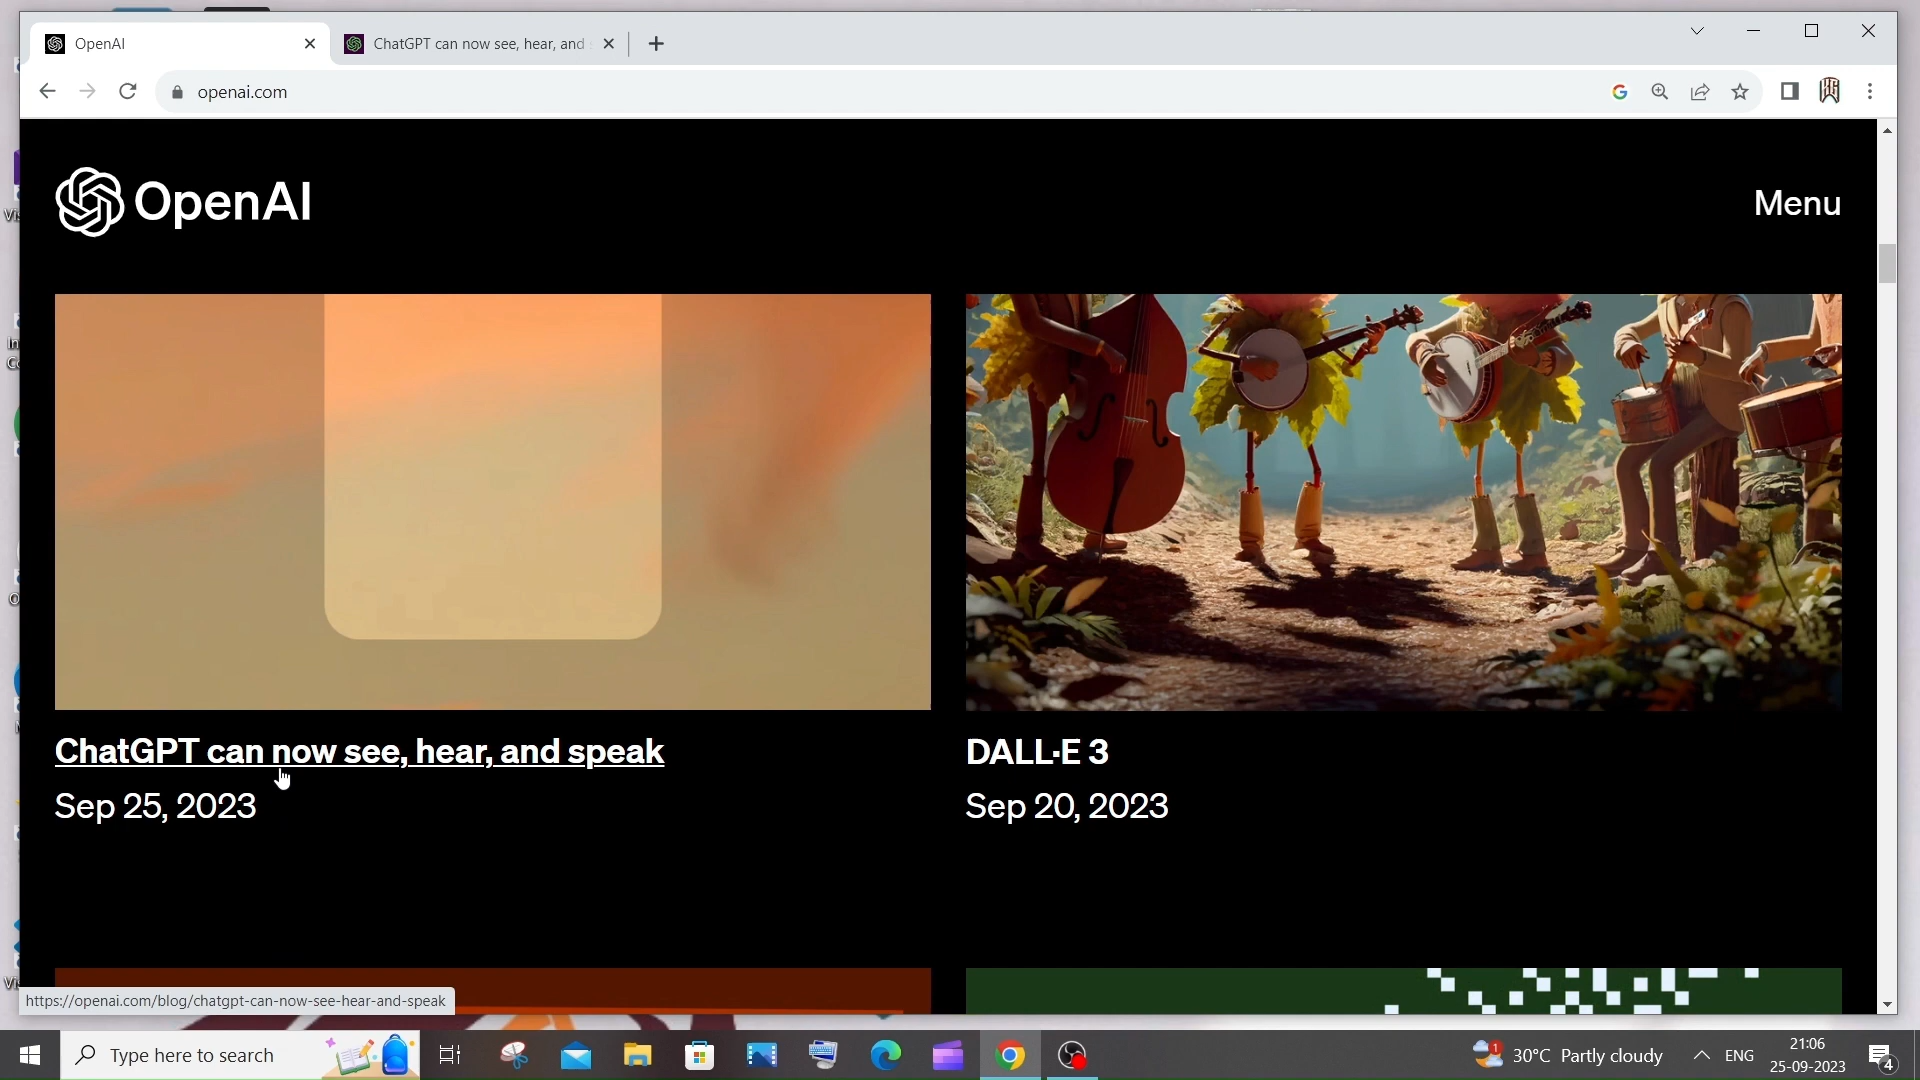 OpenAI
ChatGPT can now see, hear, and
openai.com
OpenAI
Menu
ChatGPT can now see, hear, and speak
Sep 25, 2023
DALL·E 3
Sep 20, 2023
https://openai.com/blog/chatgpt-can-now-see-hear-and-speak
Type here to search
1
30°C Partly cloudy
ENG
21:06
25-09-2023
4